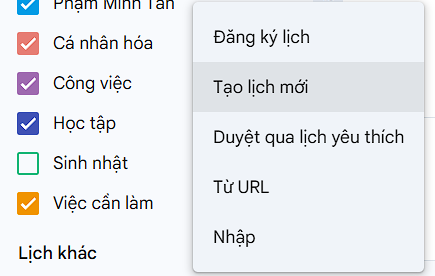 Phạm Minh Tân
Cá nhân hóa
Công việc
Học tập
Sinh nhật
Việc cần làm
Lịch khác
Đăng ký lịch
Tạo lịch mới
Duyệt qua lịch yêu thích
Từ URL
Nhập